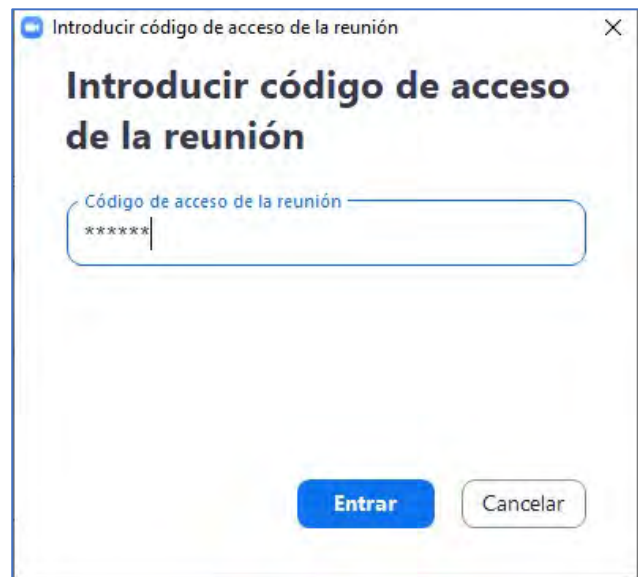 Introducir código de acceso de la reunión
Introducir código de acceso
de la reunión
Código de acceso de la reunión
******
Entrar
Cancelar